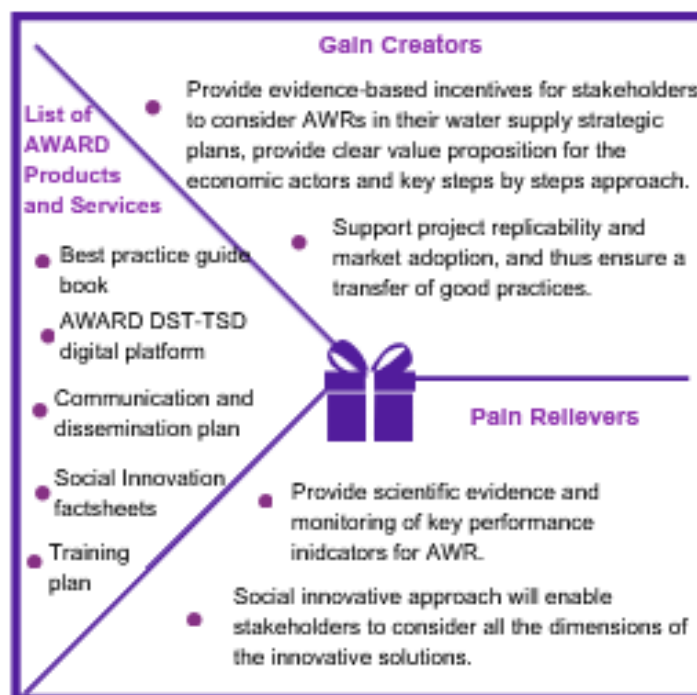 Gain Creators
Provide evidence-based incentives for stakeholders
to consider AWRs in their water supply strategic
plans, provide clear value proposition for the
economic actors and key steps by steps approach.
Support project replicability and
market adoption, and thus ensure a
transfer of good practices.
List of
AWARD
Products
and Services
Best practice guide
book
AWARD DST-TSD
digital platform
Communication and
dissemination plan
Social Innovation
factsheets
Training
plan
Pain Relievers
Provide scientific evidence and
monitoring of key performance
inidcators for AWR.
Social innovative approach will enable
stakeholders to consider all the dimensions of
the innovative solutions.